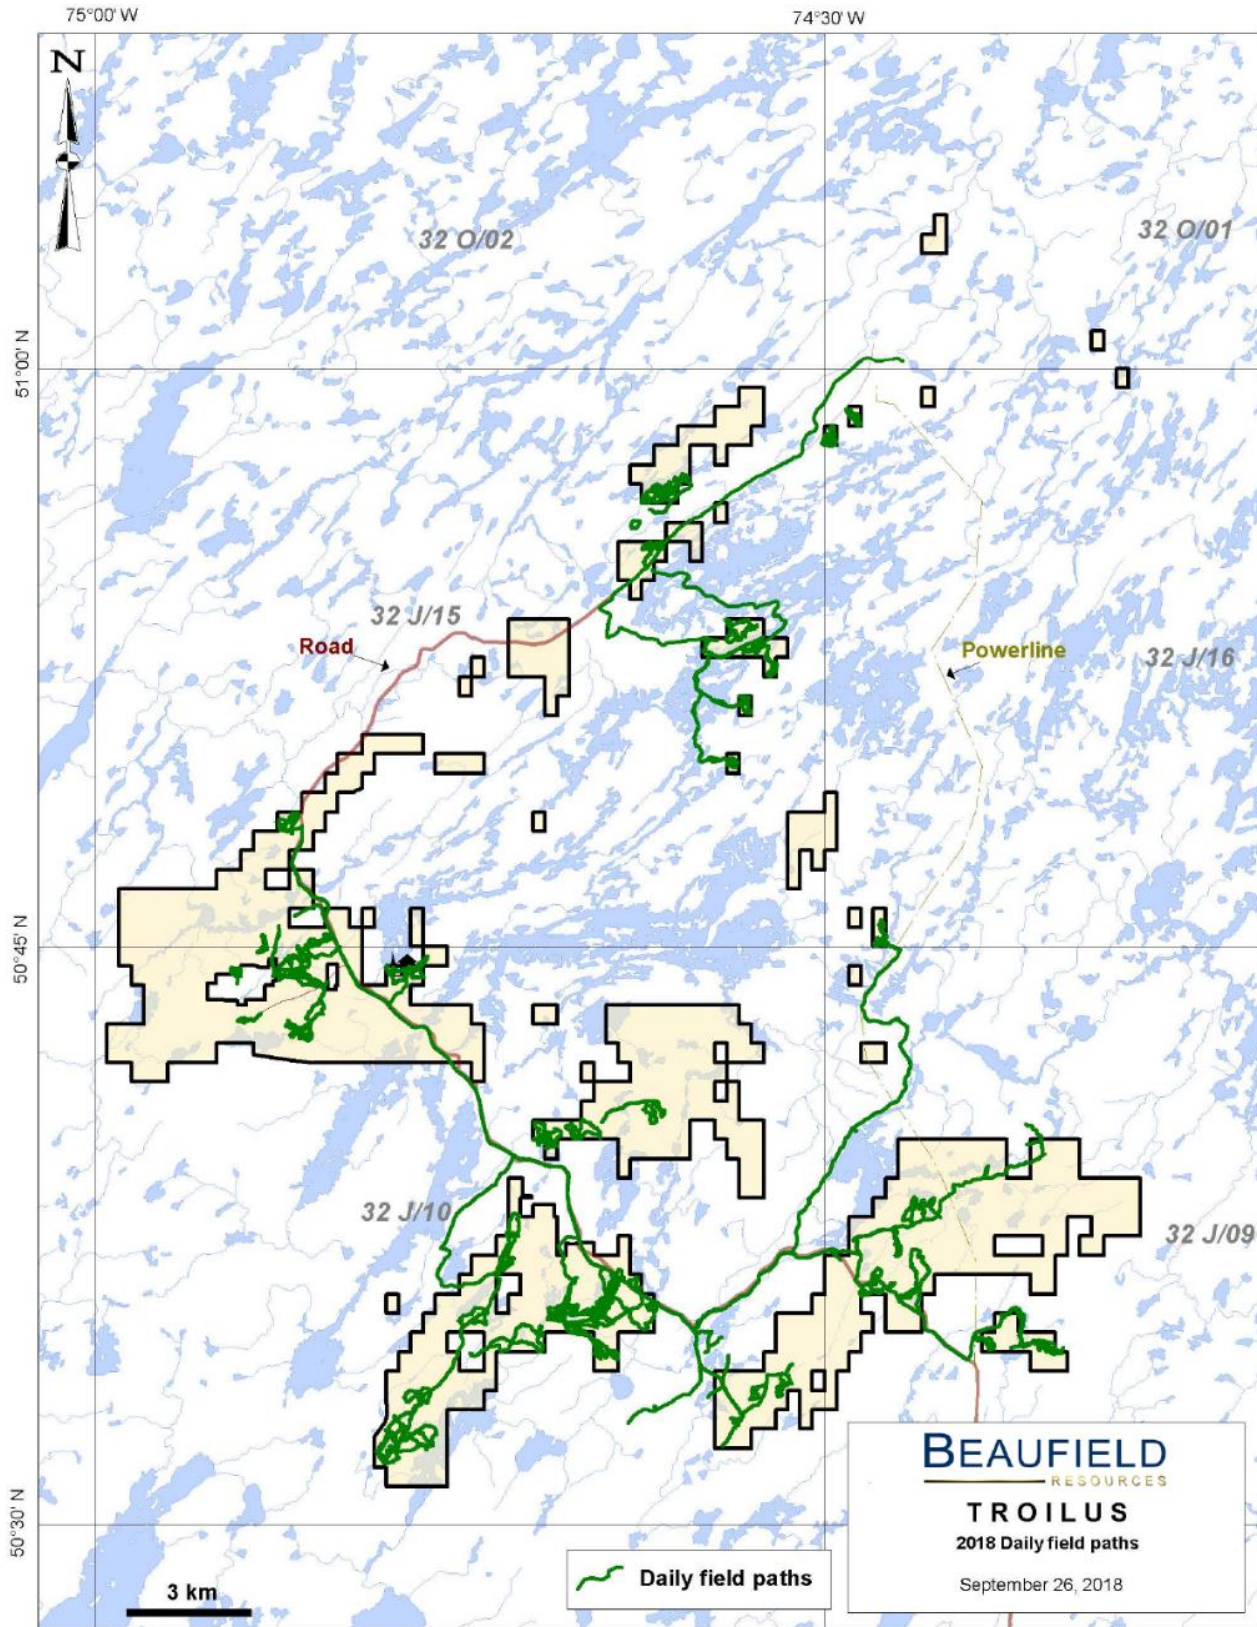 75°00' W
74°30' W
N
32 O/02
32 O/01
51°00' N
32 J/15
Road
Powerline
32 J/16
50°45' N
32 J/10
32 J/09
50°30' N
3 km
Daily field paths
BEAUFIELD
RESOURCES
TROILUS
2018 Daily field paths
September 26, 2018